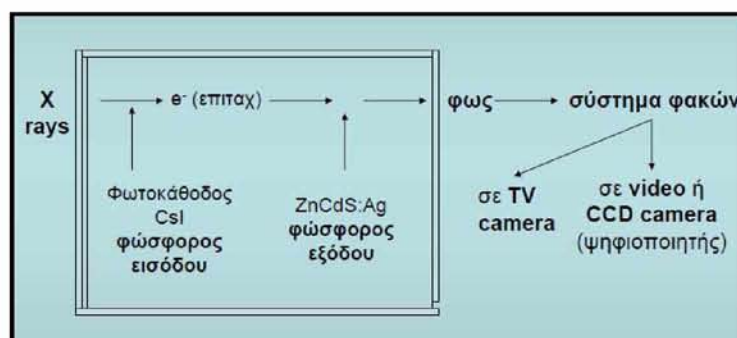 X
rays
e⁻ (επιταχ)
φως
σύστημα φακών
Φωτοκάθοδος
CsI
φώσφορος
εισόδου
ZnCdS:Ag
φώσφορος
εξόδου
σε TV
camera
σε video ή
CCD camera
(ψηφιοποιητής)